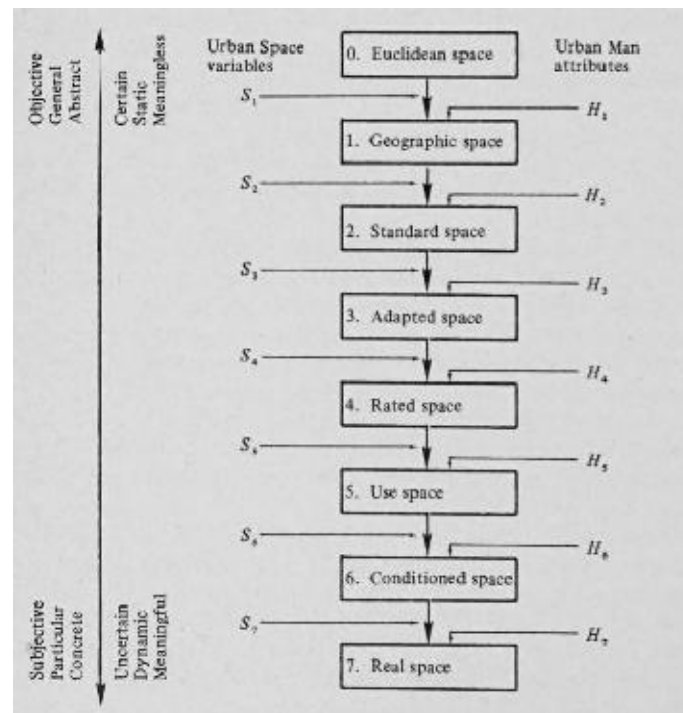 Urban Space
variables
0. Euclidean space
Urban Man
attributes
Objective
General
Abstract
Certain
Static
Meaningless
S₁
H₁
1. Geographic space
S₂
H₂
2. Standard space
S₃
H₃
3. Adapted space
S₄
H₄
4. Rated space
S₅
H₅
5. Use space
S₆
H₆
6. Conditioned space
S₇
H₇
7. Real space
Subjective
Particular
Concrete
Uncertain
Dynamic
Meaningful